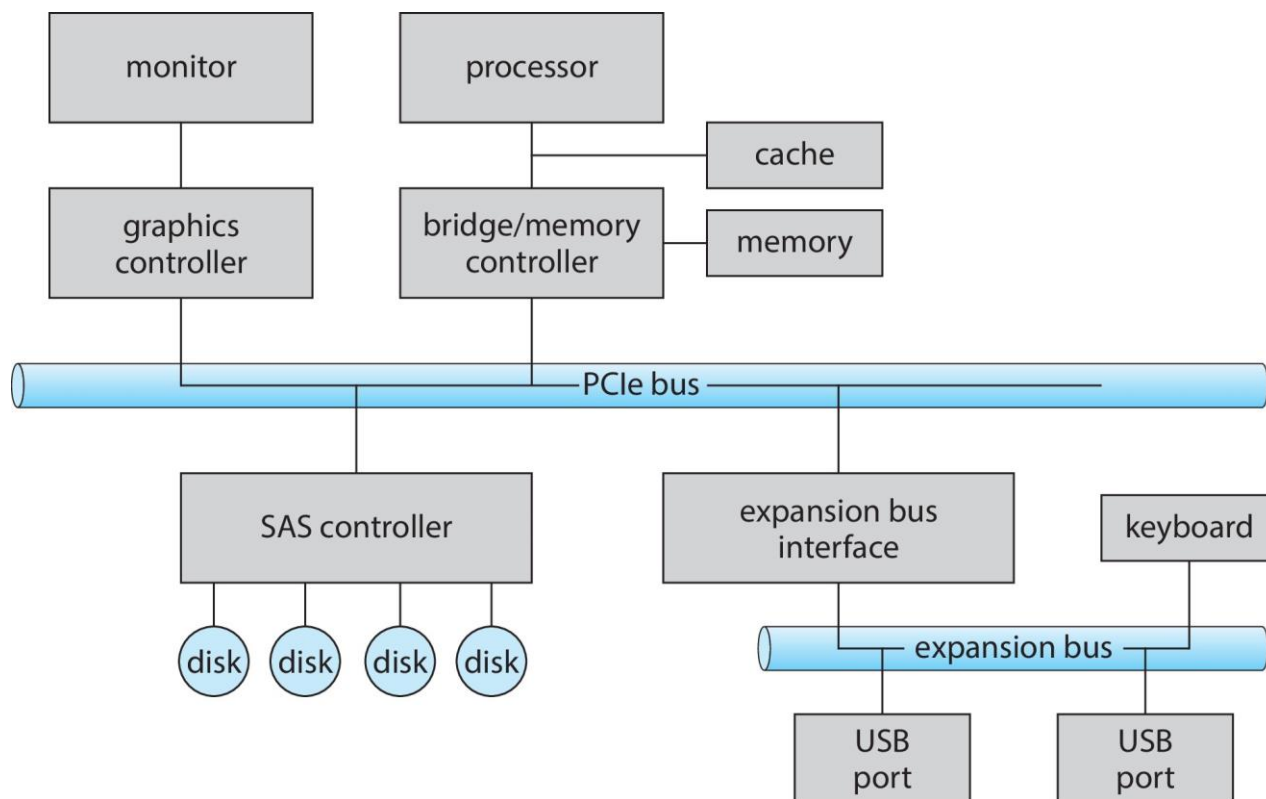 monitor
processor
cache
graphics
controller
bridge/memory
controller
memory
PCIe bus
SAS controller
expansion bus
interface
keyboard
disk
disk
disk
disk
expansion bus
USB
port
USB
port